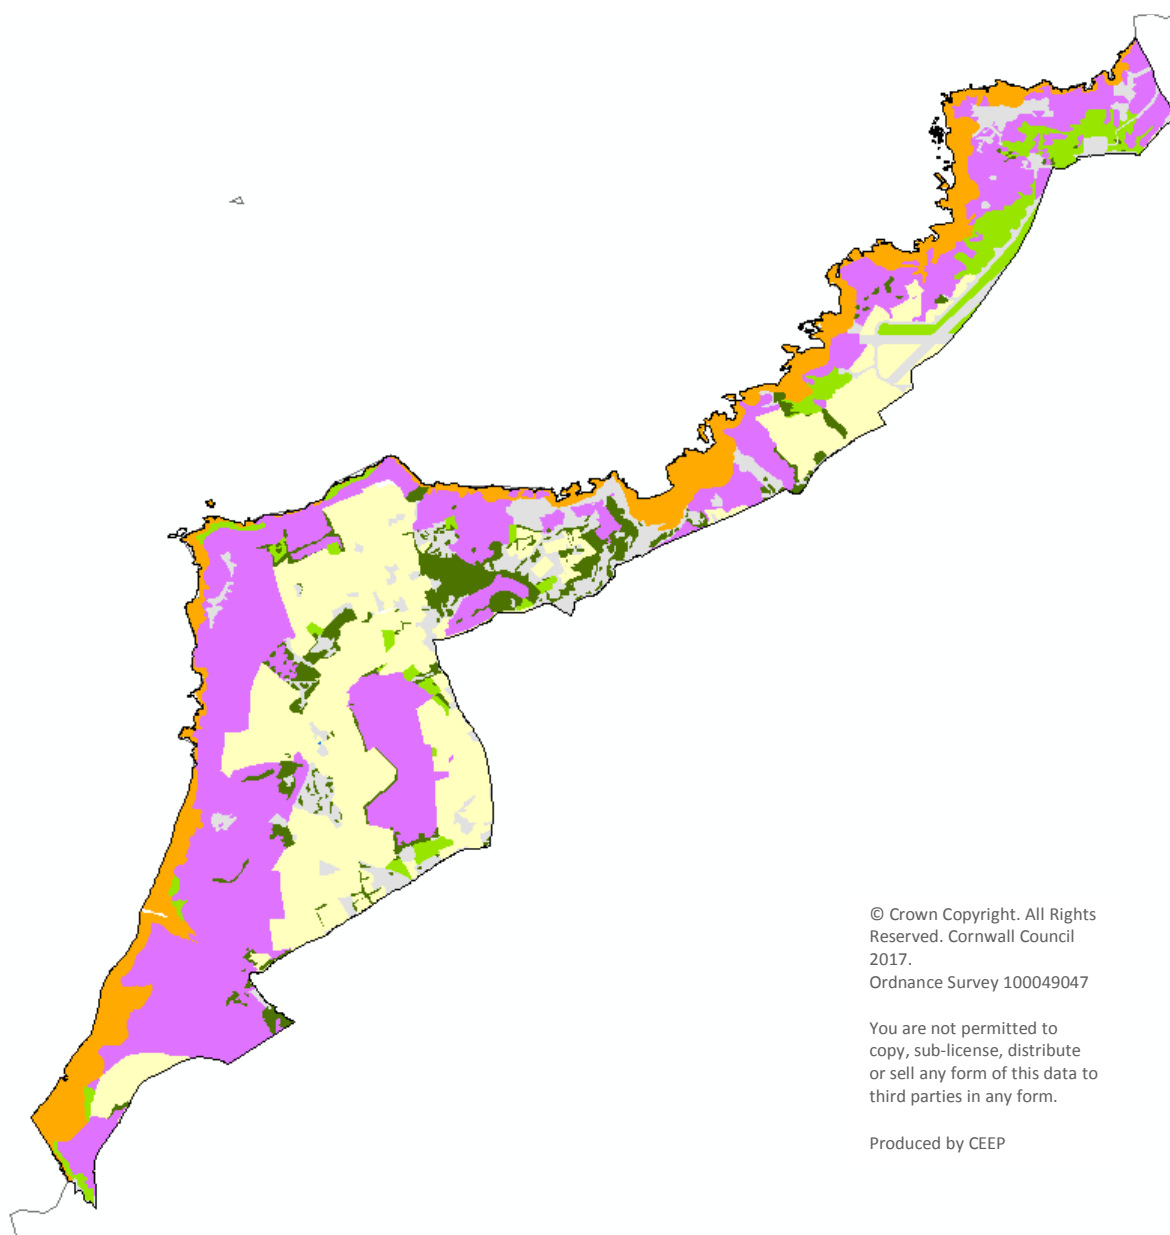 © Crown Copyright. All Rights
Reserved. Cornwall Council
2017.
Ordnance Survey 100049047
You are not permitted to
copy, sub-license, distribute
or sell any form of this data to
third parties in any form.
Produced by CEEP